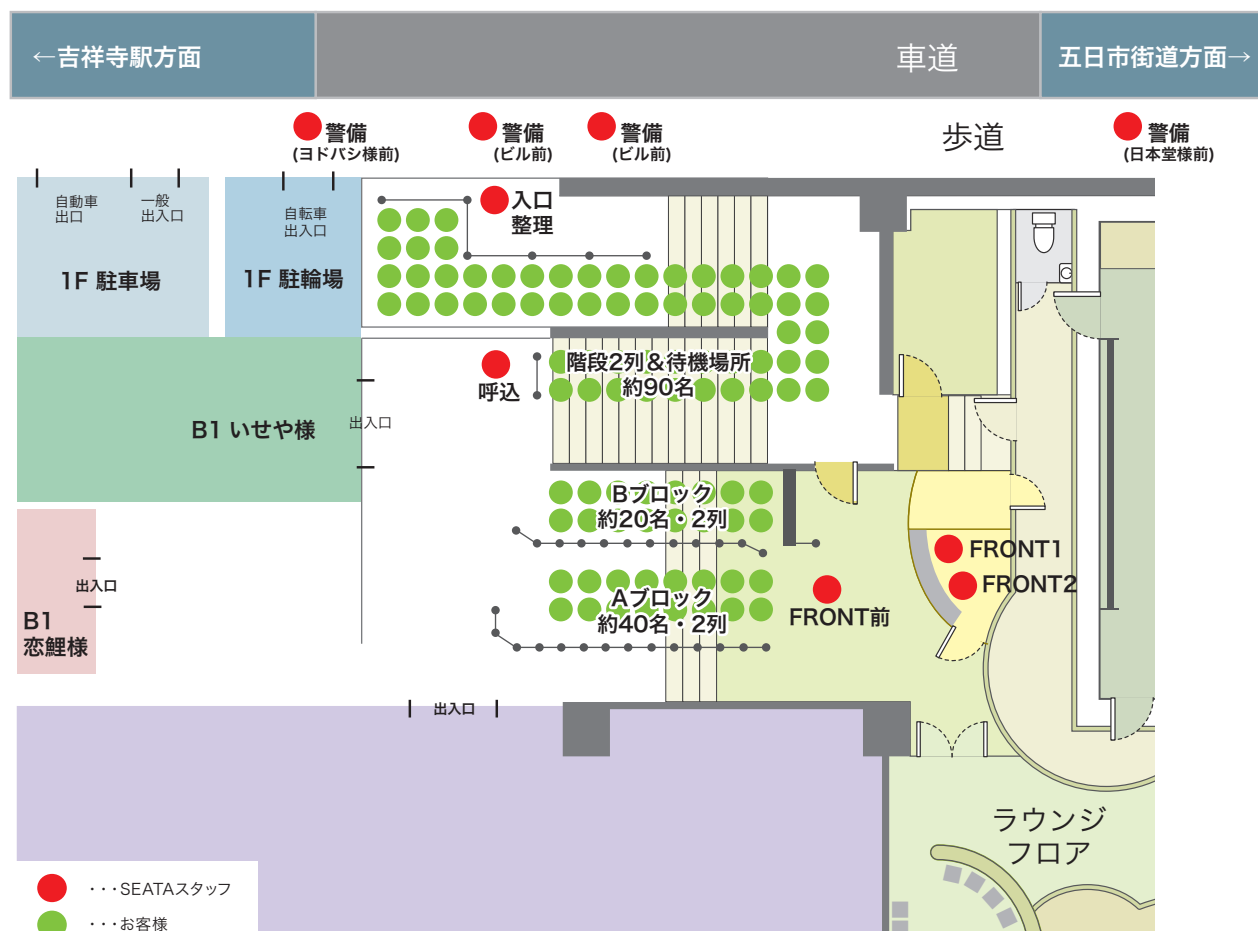 ←吉祥寺駅方面
車道
五日市街道方面→
警備
(ヨドバシ様前)
警備
(ビル前)
警備
(ビル前)
歩道
警備
(日本堂様前)
自動車
出口
一般
出入口
1F 駐車場
自転車
出入口
1F 駐輪場
入口
整理
呼込
階段2列&待機場所
約90名
B1 いせや様
出入口
Bブロック
約20名・2列
Aブロック
約40名・2列
FRONT1
FRONT2
FRONT前
出入口
B1
恋鯉様
出入口
ラウンジ
フロア
・・・SEATAスタッフ
・・・お客様